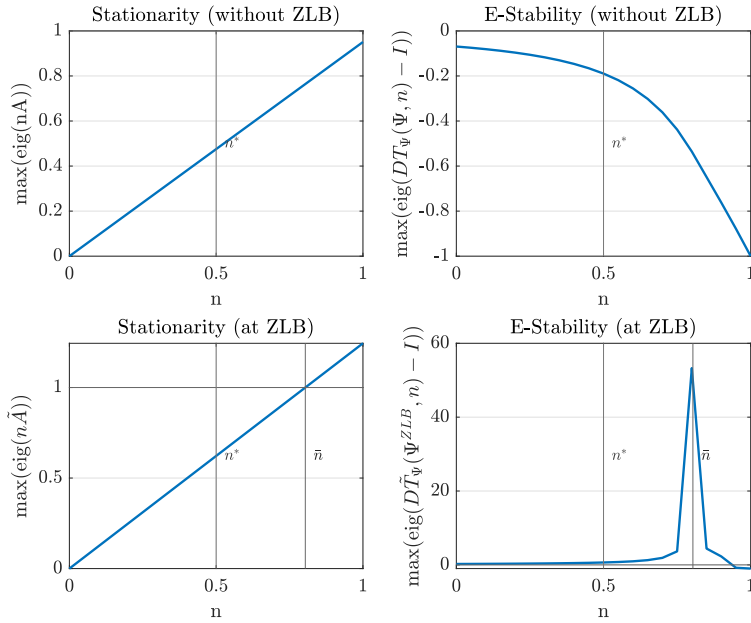 Stationarity (without ZLB)
max(eig(nA))
1
0.8
0.6
0.4
0.2
0
n*
0
0.5
1
n
E-Stability (without ZLB)
max(eig(DT_Ψ(Ψ, n) − I))
0
-0.2
-0.4
-0.6
-0.8
-1
n*
0
0.5
1
n
Stationarity (at ZLB)
max(eig(nÃ))
1
0.5
0
n*
n̄
0
0.5
1
n
E-Stability (at ZLB)
max(eig(DT̃_Ψ(Ψ^{ZLB}, n) − I))
60
40
20
0
n*
n̄
0
0.5
1
n